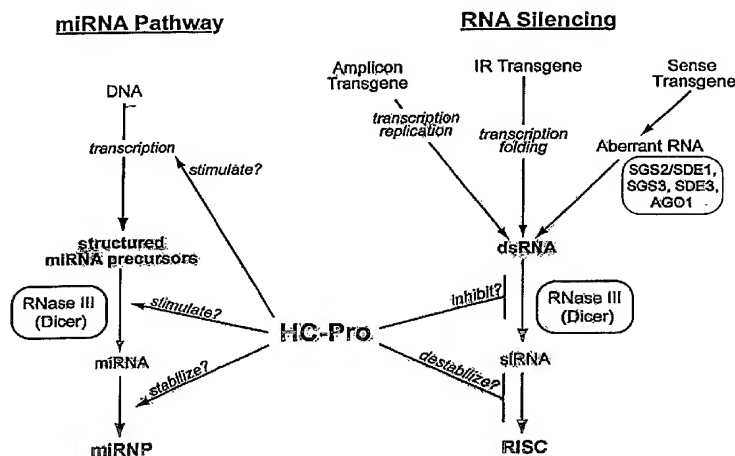 miRNA Pathway
DNA
transcription
stimulate?
structured
miRNA precursors
RNase III
(Dicer)
stimulate?
miRNA
stabilize?
miRNP
HC-Pro
RNA Silencing
Amplicon
Transgene
IR Transgene
Sense
Transgene
transcription
replication
transcription
folding
Aberrant RNA
SGS2/SDE1,
SGS3, SDE3,
AGO1
dsRNA
inhibit?
RNase III
(Dicer)
siRNA
destabilize?
RISC